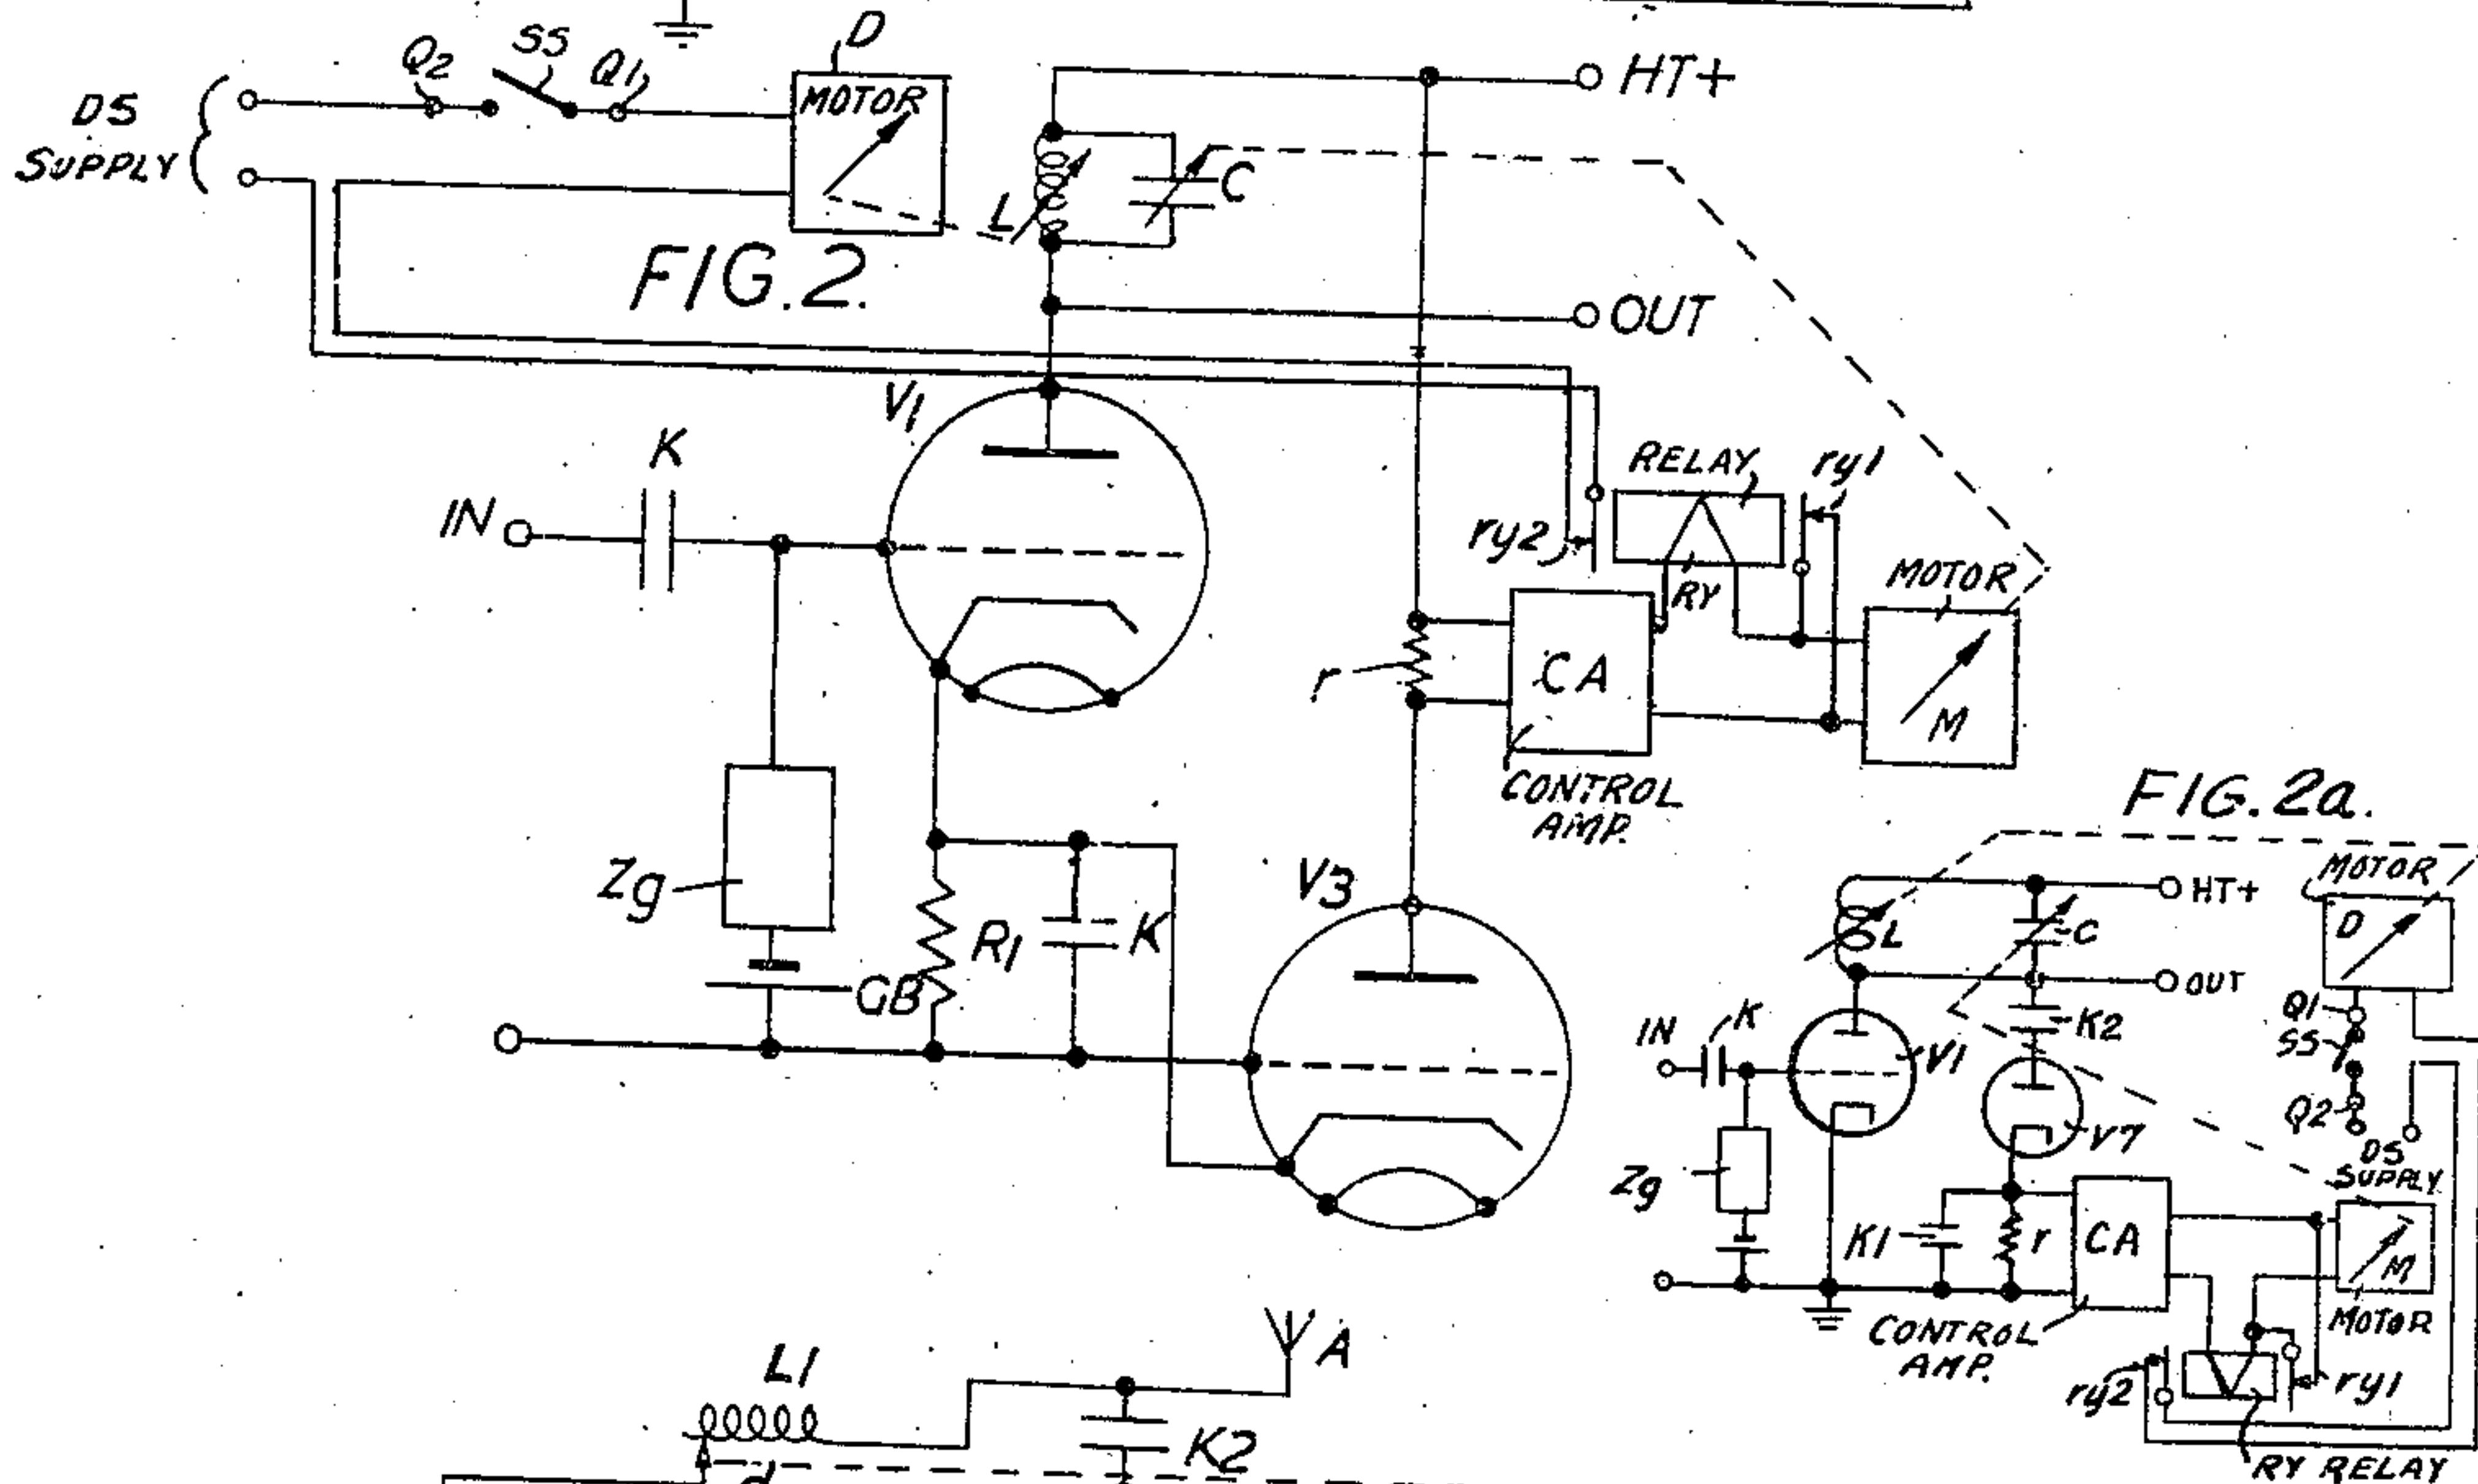 D
SS
Q2
Q1
HT+
DS
SUPPLY
MOTOR
L
C
FIG.2.
OUT
V1
K
IN
RELAY
ry1
ry2
RY
MOTOR
r
CA
M
CONTROL
AMP.
FIG.2a.
Zg
R1
K
GB
V3
MOTOR
HT+
D
L
C
OUT
Q1
IN
K
K2
SS
V1
Q2
V7
DS
SUPPLY
Zg
K1
r
CA
M
MOTOR
CONTROL
AMP.
ry2
ry1
RY RELAY
L1
A
K2
d